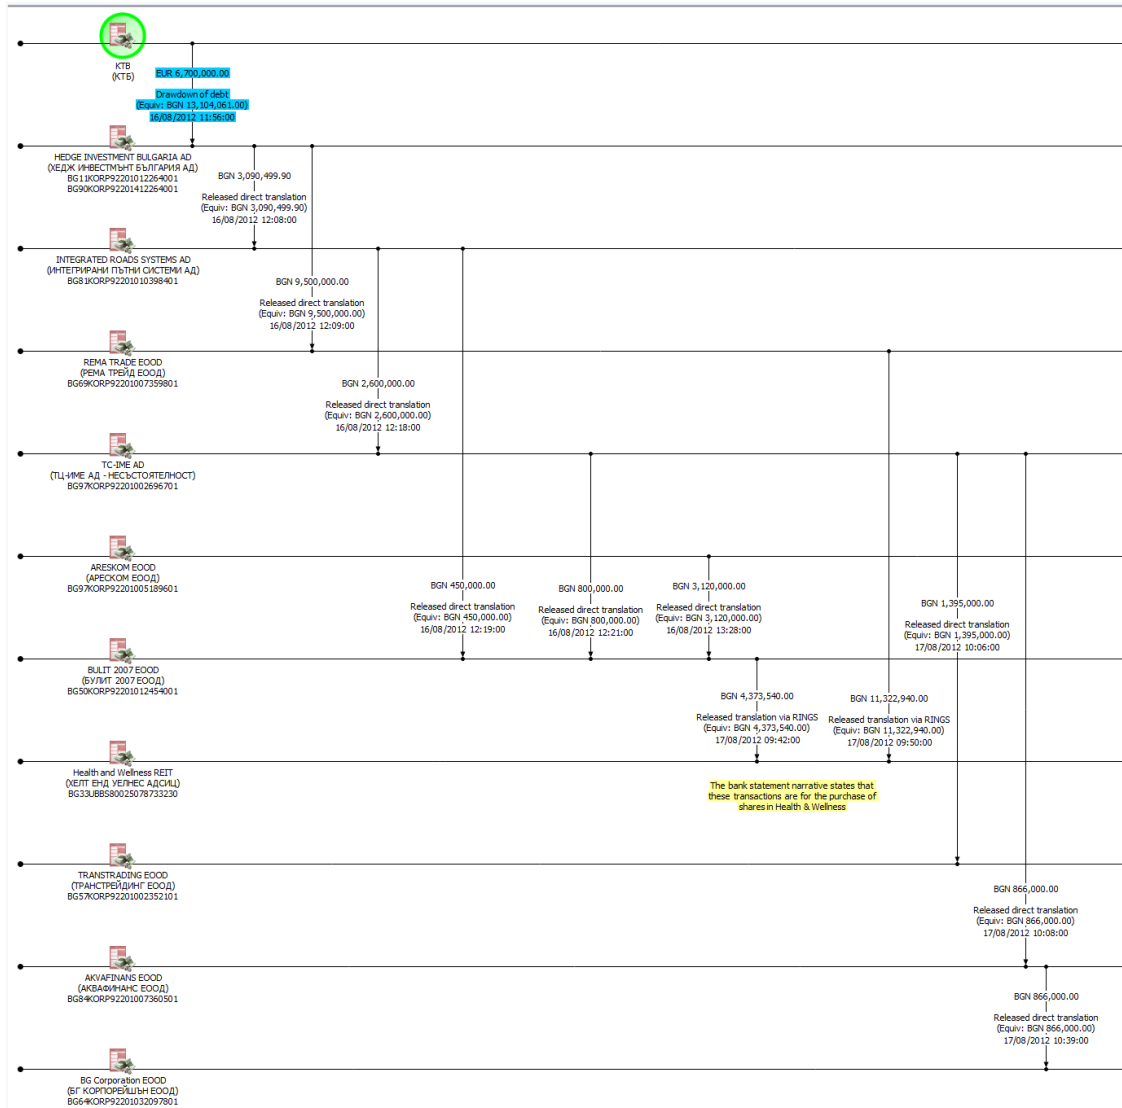 KTB
(КТБ)
EUR 6,700,000.00
Drawdown of debt
(Equiv: BGN 13,104,061.00)
16/08/2012 11:56:00
HEDGE INVESTMENT BULGARIA AD
(ХЕДЖ ИНВЕСТМЪНТ БЪЛГАРИЯ АД)
BG11KORP92201012264001
BG90KORP92201412264001
BGN 3,090,499.90
Released direct translation
(Equiv: BGN 3,090,499.90)
16/08/2012 12:08:00
INTEGRATED ROADS SYSTEMS AD
(ИНТЕГРИРАНИ ПЪТНИ СИСТЕМИ АД)
BG81KORP92201010398401
BGN 9,500,000.00
Released direct translation
(Equiv: BGN 9,500,000.00)
16/08/2012 12:09:00
REMA TRADE EOOD
(РЕМА ТРЕЙД ЕООД)
BG69KORP92201007359801
BGN 2,600,000.00
Released direct translation
(Equiv: BGN 2,600,000.00)
16/08/2012 12:18:00
TC-IME AD
(ТЦ-ИМЕ АД - НЕСЪСТОЯТЕЛНОСТ)
BG97KORP92201002696701
ARESKOM EOOD
(АРЕСКОМ ЕООД)
BG97KORP92201005189601
BGN 450,000.00
Released direct translation
(Equiv: BGN 450,000.00)
16/08/2012 12:19:00
BGN 800,000.00
Released direct translation
(Equiv: BGN 800,000.00)
16/08/2012 12:21:00
BGN 3,120,000.00
Released direct translation
(Equiv: BGN 3,120,000.00)
16/08/2012 13:28:00
BGN 1,395,000.00
Released direct translation
(Equiv: BGN 1,395,000.00)
17/08/2012 10:06:00
BULIT 2007 EOOD
(БУЛИТ 2007 ЕООД)
BG50KORP92201012454001
BGN 4,373,540.00
Released translation via RINGS
(Equiv: BGN 4,373,540.00)
17/08/2012 09:42:00
BGN 11,322,940.00
Released translation via RINGS
(Equiv: BGN 11,322,940.00)
17/08/2012 09:50:00
Health and Wellness REIT
(ХЕЛТ ЕНД УЕЛНЕС АДСИЦ)
BG33UBBS80025078733230
The bank statement narrative states that
these transactions are for the purchase of
shares in Health & Wellness
TRANSTRADING EOOD
(ТРАНСТРЕЙДИНГ ЕООД)
BG57KORP92201002352101
BGN 866,000.00
Released direct translation
(Equiv: BGN 866,000.00)
17/08/2012 10:08:00
AKVAFINANS EOOD
(АКВАФИНАНС ЕООД)
BG84KORP92201007360501
BGN 866,000.00
Released direct translation
(Equiv: BGN 866,000.00)
17/08/2012 10:39:00
BG Corporation EOOD
(БГ КОРПОРЕЙШЪН ЕООД)
BG64KORP92201032097801